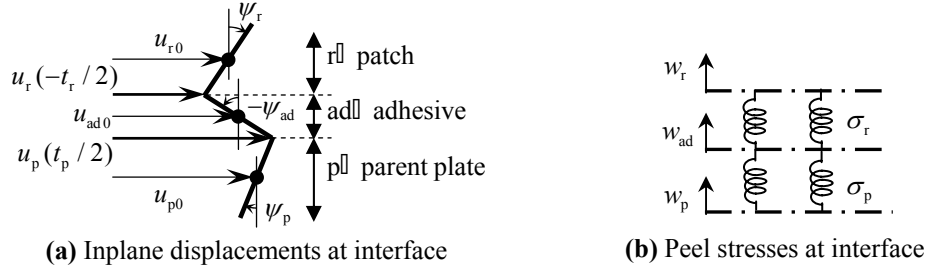 ψr
ur0
r▯ patch
ur(−tr/2)
−ψad
uad0
ad▯ adhesive
up(tp/2)
p▯ parent plate
up0
ψp
(a) Inplane displacements at interface
wr
σr
wad
σp
wp
(b) Peel stresses at interface